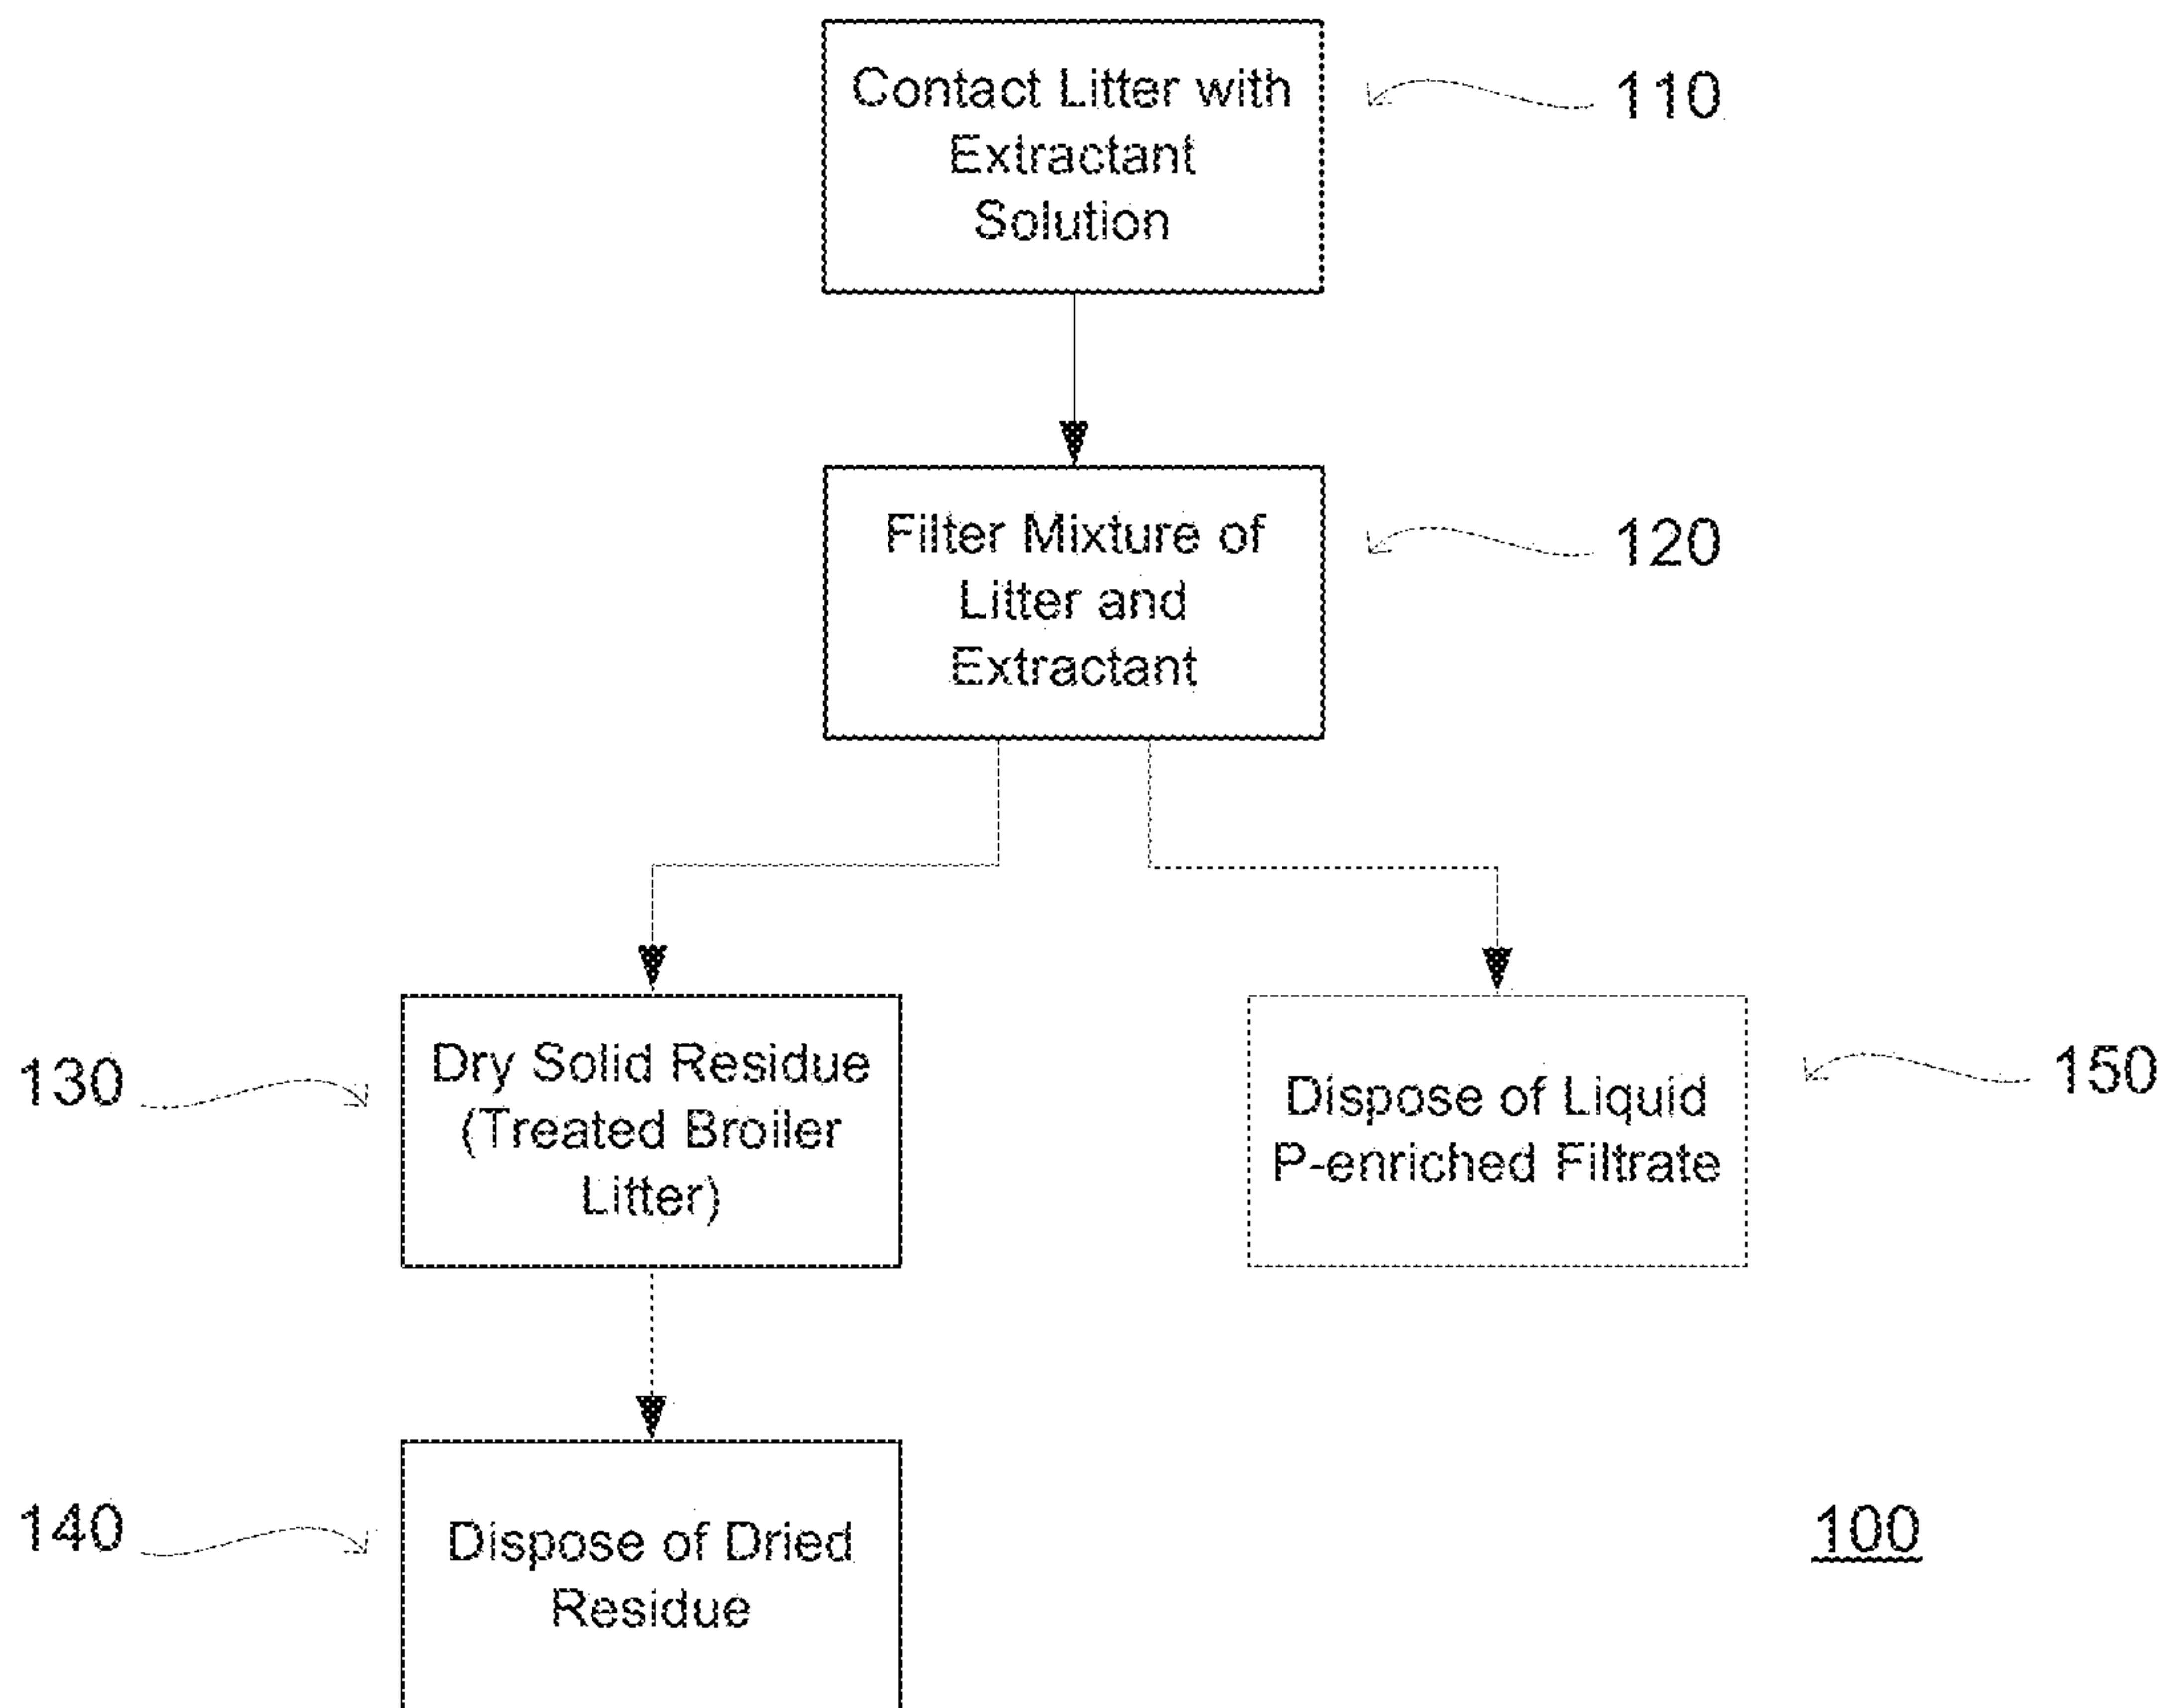 Contact Litter with
Extractant
Solution
110
Filter Mixture of
Litter and
Extractant
120
130
Dry Solid Residue
(Treated Broiler
Litter)
Dispose of Liquid
P-enriched Filtrate
150
140
Dispose of Dried
Residue
100